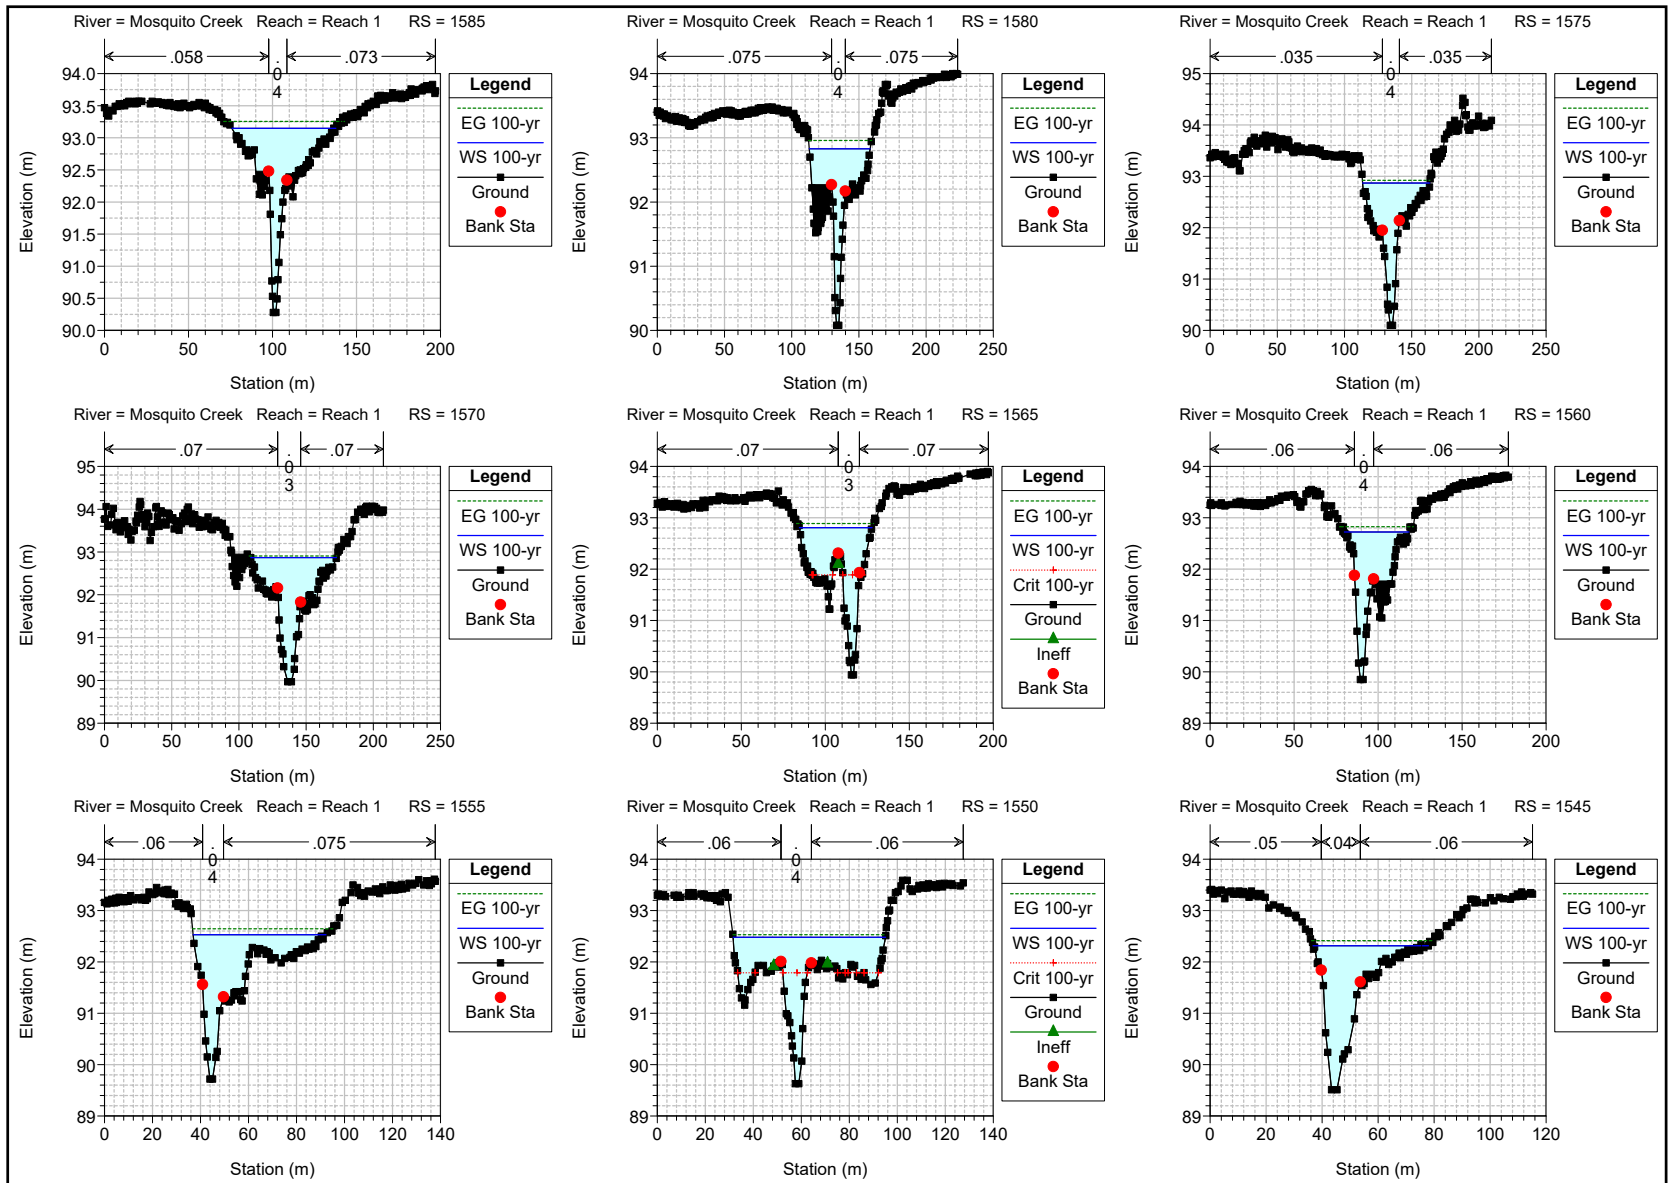 River = Mosquito Creek Reach = Reach 1 RS = 1585
.058
.04
.073
94.0
93.5
93.0
92.5
92.0
91.5
91.0
90.5
90.0
Elevation (m)
0 50 100 150 200
Station (m)
Legend
EG 100-yr
WS 100-yr
Ground
Bank Sta
River = Mosquito Creek Reach = Reach 1 RS = 1580
.075
.04
.075
94
93
92
91
90
Elevation (m)
0 50 100 150 200 250
Station (m)
Legend
EG 100-yr
WS 100-yr
Ground
Bank Sta
River = Mosquito Creek Reach = Reach 1 RS = 1575
.035
.04
.035
95
94
93
92
91
90
Elevation (m)
0 50 100 150 200 250
Station (m)
Legend
EG 100-yr
WS 100-yr
Ground
Bank Sta
River = Mosquito Creek Reach = Reach 1 RS = 1570
.07
.03
.07
95
94
93
92
91
90
89
Elevation (m)
0 50 100 150 200 250
Station (m)
Legend
EG 100-yr
WS 100-yr
Ground
Bank Sta
River = Mosquito Creek Reach = Reach 1 RS = 1565
.07
.03
.07
94
93
92
91
90
89
Elevation (m)
0 50 100 150 200
Station (m)
Legend
EG 100-yr
WS 100-yr
Crit 100-yr
Ground
Ineff
Bank Sta
River = Mosquito Creek Reach = Reach 1 RS = 1560
.06
.04
.06
94
93
92
91
90
89
Elevation (m)
0 50 100 150 200
Station (m)
Legend
EG 100-yr
WS 100-yr
Ground
Bank Sta
River = Mosquito Creek Reach = Reach 1 RS = 1555
.06
.04
.075
94
93
92
91
90
89
Elevation (m)
0 20 40 60 80 100 120 140
Station (m)
Legend
EG 100-yr
WS 100-yr
Ground
Bank Sta
River = Mosquito Creek Reach = Reach 1 RS = 1550
.06
.04
.06
94
93
92
91
90
89
Elevation (m)
0 20 40 60 80 100 120 140
Station (m)
Legend
EG 100-yr
WS 100-yr
Crit 100-yr
Ground
Ineff
Bank Sta
River = Mosquito Creek Reach = Reach 1 RS = 1545
.05
.04
.06
94
93
92
91
90
89
Elevation (m)
0 20 40 60 80 100 120
Station (m)
Legend
EG 100-yr
WS 100-yr
Ground
Bank Sta